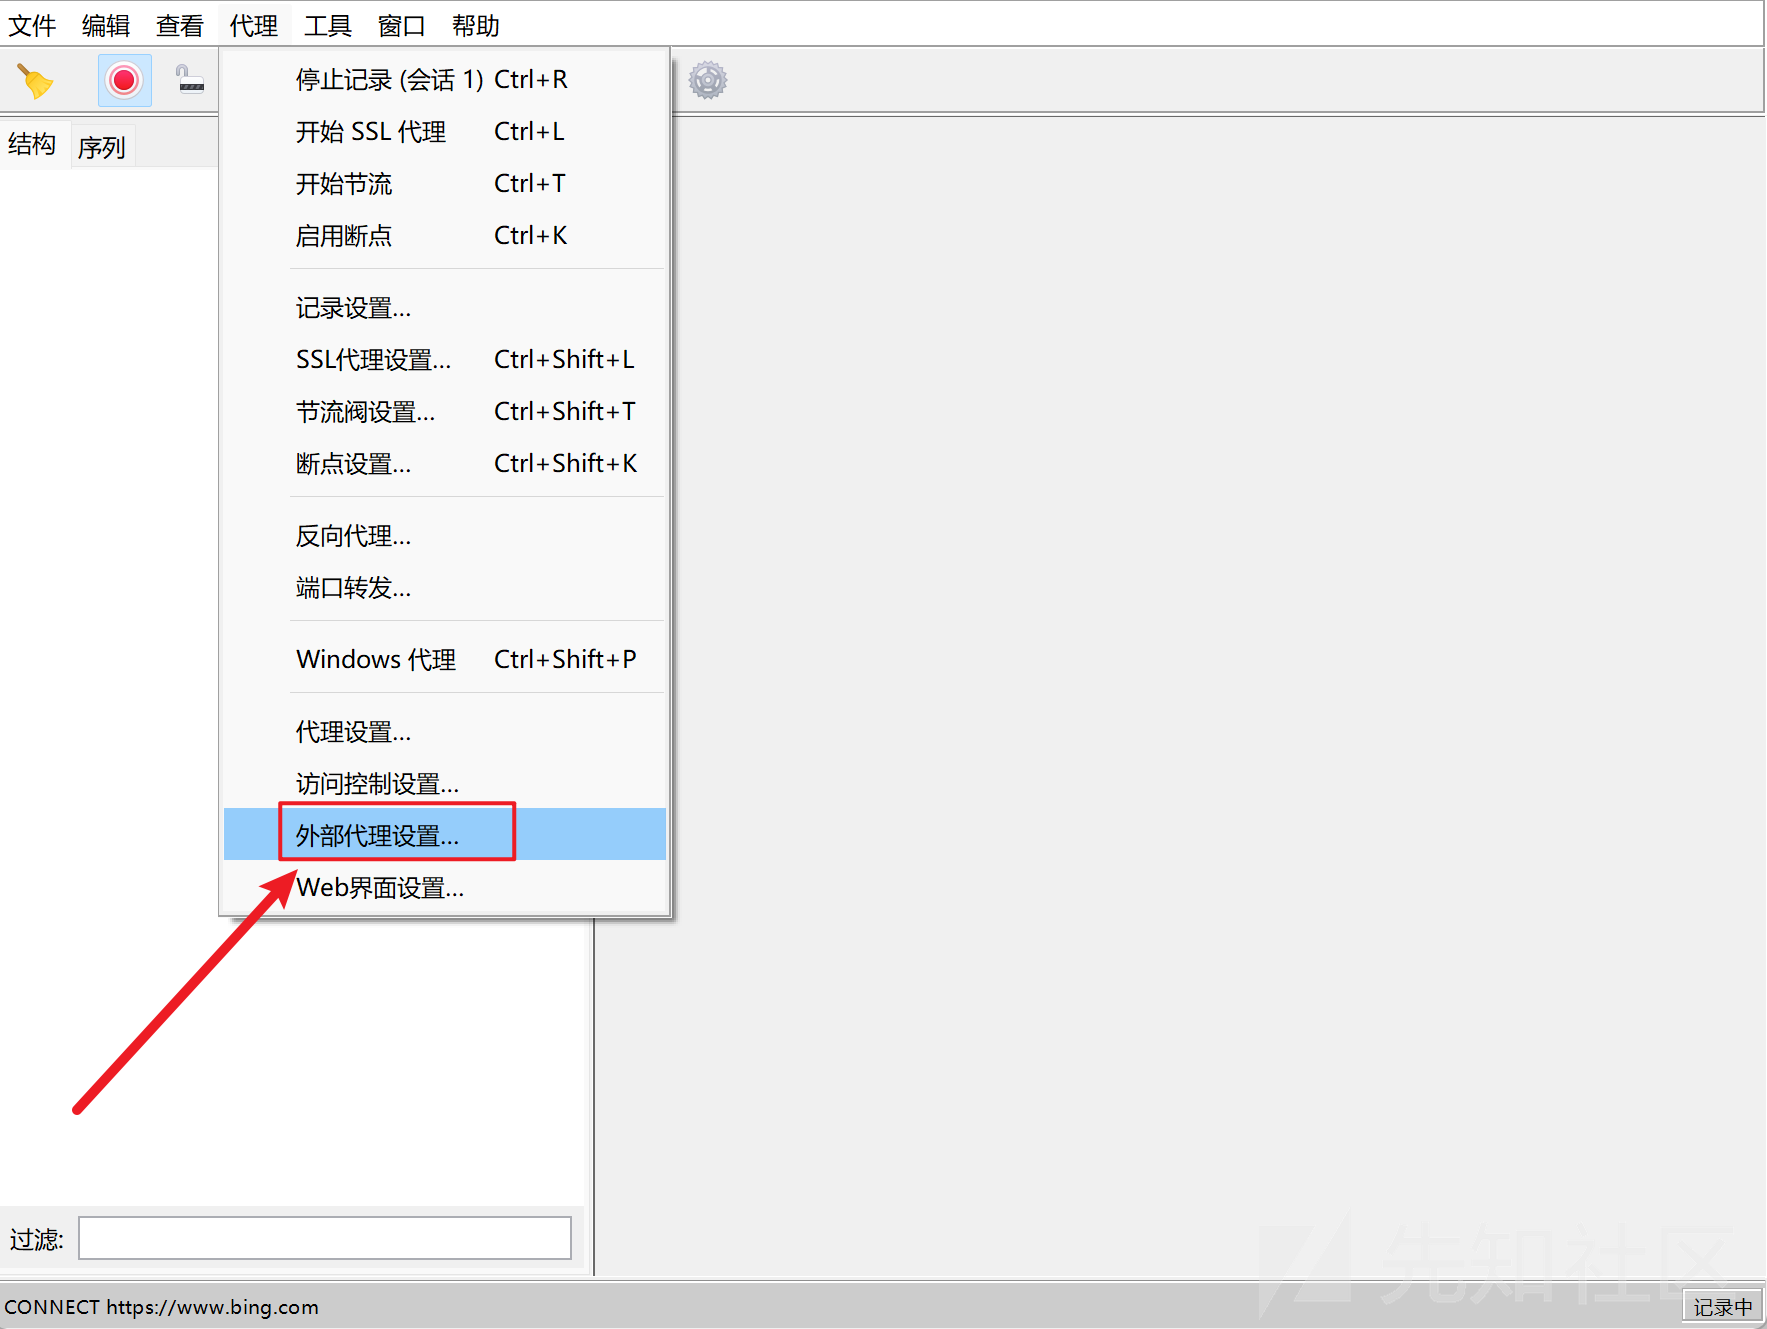 文件 编辑 查看 代理 工具 窗口 帮助
结构 序列
停止记录 (会话 1) Ctrl+R
开始 SSL 代理 Ctrl+L
开始节流 Ctrl+T
启用断点 Ctrl+K
记录设置...
SSL代理设置... Ctrl+Shift+L
节流阀设置... Ctrl+Shift+T
断点设置... Ctrl+Shift+K
反向代理...
端口转发...
Windows 代理 Ctrl+Shift+P
代理设置...
访问控制设置...
外部代理设置...
Web界面设置...
过滤:
先知社区
CONNECT https://www.bing.com
记录中